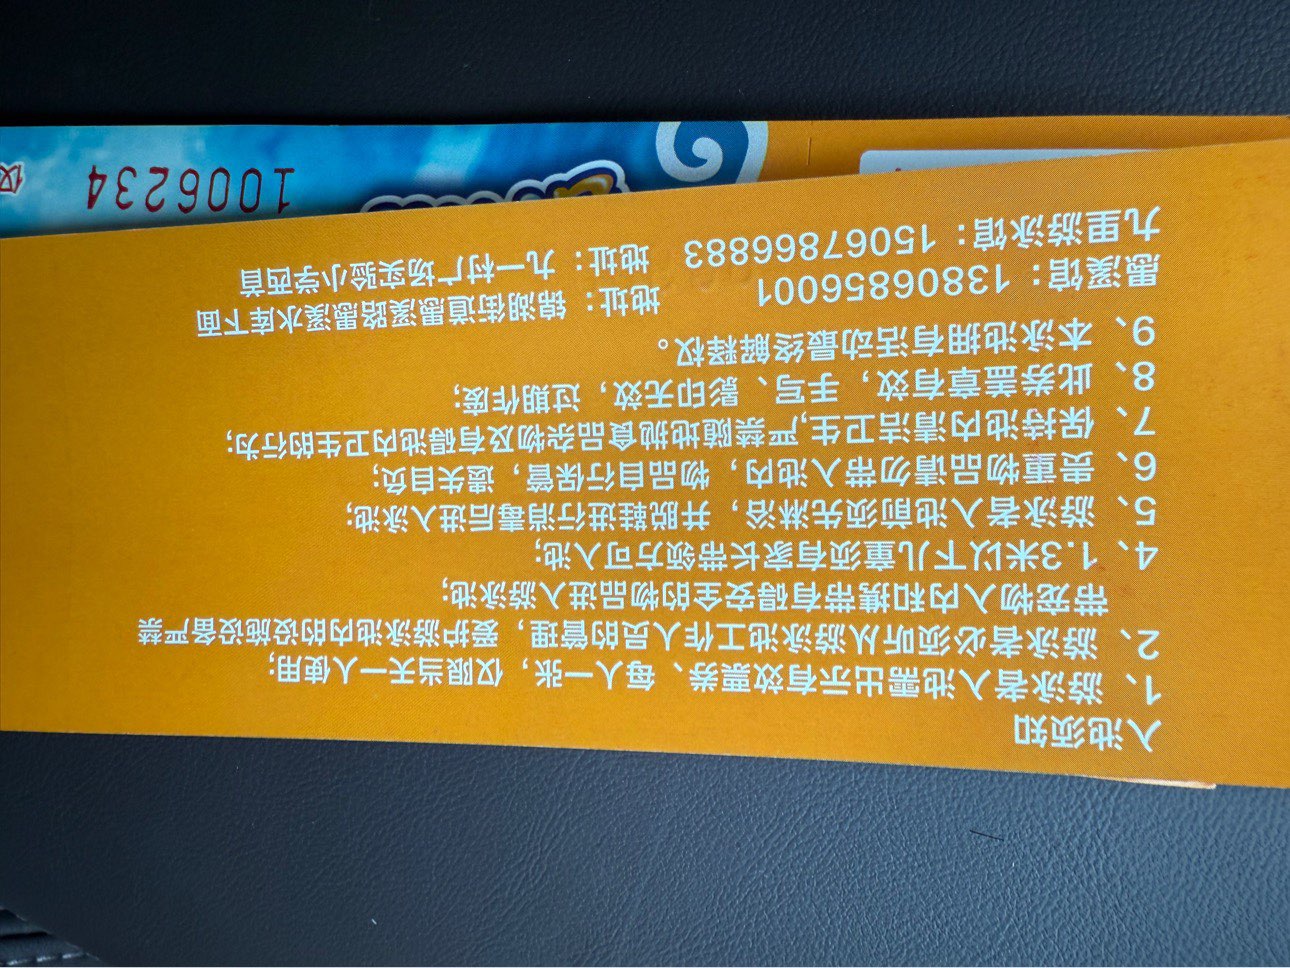 入池须知
1、游泳者入池需出示有效票券、每人一张，仅限当天一人使用;
2、游泳者必须听从游泳池工作人员的管理，爱护游泳池内的设施设备严禁
带宠物入内和携带有碍安全的物品进入游泳池;
4、1.3米以下儿童须有家长带领方可入池;
5、游泳者入池前须先淋浴，并脱鞋进行消毒后进入泳池;
6、贵重物品请勿带入池内，物品自行保管，遗失自负;
7、保持池内清洁卫生,严禁随地抛食品杂物及有碍池内卫生的行为;
8、此券盖章有效，手写、影印无效，过期作废;
9、本泳池拥有活动最终解释权。
愚溪馆：13806856001 地址：锦湖街道愚溪路愚溪水库下面
九里游泳馆：15067866883 地址：九一村广场实验小学西首
1006234
仅